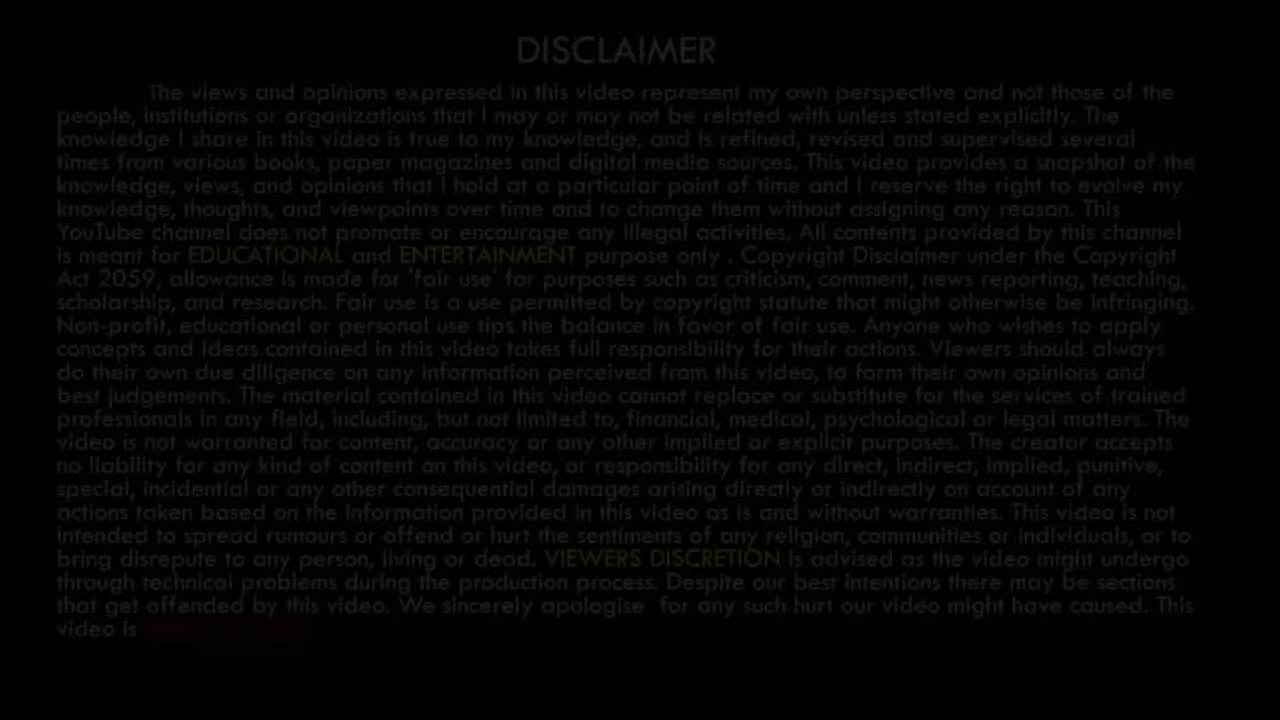 DISCLAIMER
The views and opinions expressed in this video represent my own perspective and not those of the
people, institutions or organizations that I may or may not be related with unless stated explicitly. The
knowledge I share in this video is true to my knowledge, and is refined, revised and supervised several
times from various books, paper magazines and digital media sources. This video provides a snapshot of the
knowledge, views, and opinions that I hold at a particular point of time and I reserve the right to evolve my
knowledge, thoughts, and viewpoints over time and to change them without assigning any reason. This
YouTube channel does not promote or encourage any illegal activities. All contents provided by this channel
is meant for EDUCATIONAL and ENTERTAINMENT purpose only . Copyright Disclaimer under the Copyright
Act 2059, allowance is made for 'fair use' for purposes such as criticism, comment, news reporting, teaching,
scholarship, and research. Fair use is a use permitted by copyright statute that might otherwise be infringing.
Non-profit, educational or personal use tips the balance in favor of fair use. Anyone who wishes to apply
concepts and ideas contained in this video takes full responsibility for their actions. Viewers should always
do their own due diligence on any information perceived from this video, to form their own opinions and
best judgements. The material contained in this video cannot replace or substitute for the services of trained
professionals in any field, including, but not limited to, financial, medical, psychological or legal matters. The
video is not warranted for content, accuracy or any other implied or explicit purposes. The creator accepts
no liability for any kind of content on this video, or responsibility for any direct, indirect, implied, punitive,
special, incidential or any other consequential damages arising directly or indirectly on account of any
actions taken based on the information provided in this video as is and without warranties. This video is not
intended to spread rumours or offend or hurt the sentiments of any religion, communities or individuals, or to
bring disrepute to any person, living or dead. VIEWERS DISCRETION is advised as the video might undergo
through technical problems during the production process. Despite our best intentions there may be sections
that get offended by this video. We sincerely apologise for any such hurt our video might have caused. This
video is